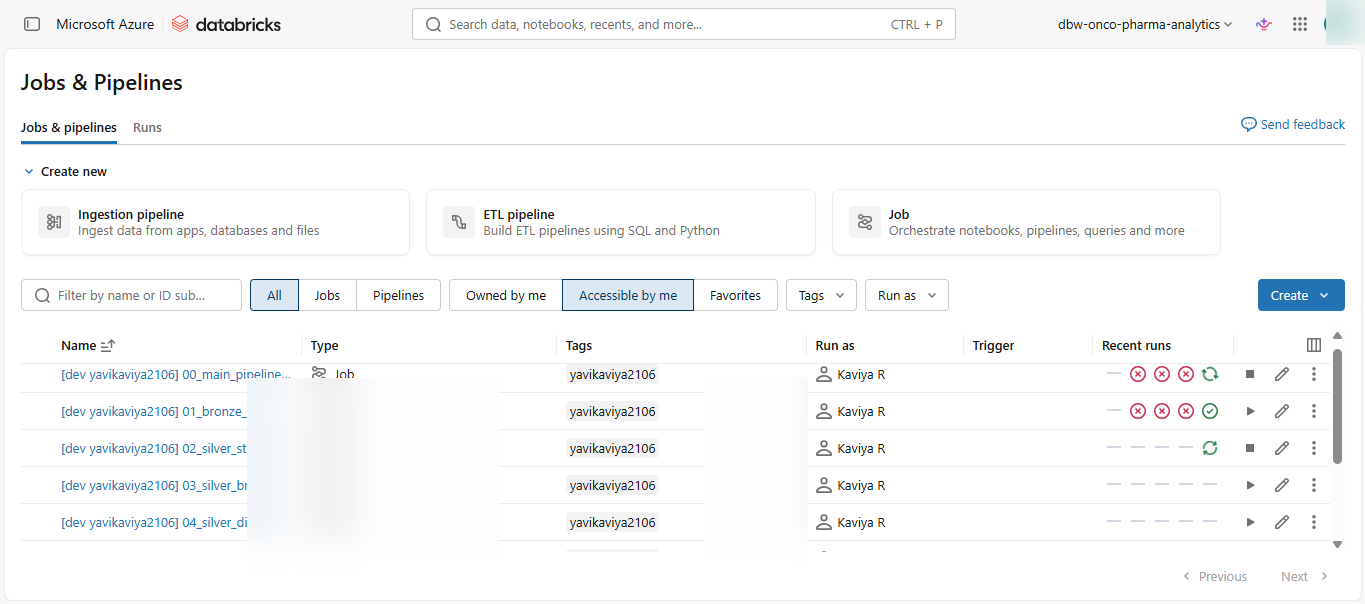 Microsoft Azure databricks Search data, notebooks, recents, and more... CTRL + P dbw-onco-pharma-analytics
Jobs & Pipelines
Jobs & pipelines Runs Send feedback
Create new
Ingestion pipeline
Ingest data from apps, databases and files
ETL pipeline
Build ETL pipelines using SQL and Python
Job
Orchestrate notebooks, pipelines, queries and more
Filter by name or ID sub... All Jobs Pipelines Owned by me Accessible by me Favorites Tags Run as Create
Name Type Tags Run as Trigger Recent runs
[dev yavikaviya2106] 00_main_pipeline... Job yavikaviya2106 Kaviya R
[dev yavikaviya2106] 01_bronze_ yavikaviya2106 Kaviya R
[dev yavikaviya2106] 02_silver_st yavikaviya2106 Kaviya R
[dev yavikaviya2106] 03_silver_br yavikaviya2106 Kaviya R
[dev yavikaviya2106] 04_silver_di yavikaviya2106 Kaviya R
Previous Next